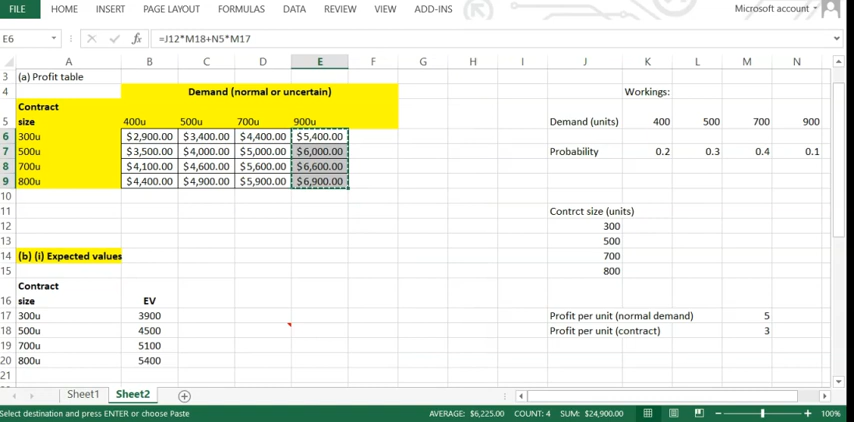 FILE HOME INSERT PAGE LAYOUT FORMULAS DATA REVIEW VIEW ADD-INS Microsoft account
E6 fx =J12*M18+N5*M17
A B C D E F G H I J K L M N
3 (a) Profit table
4 Demand (normal or uncertain) Workings:
Contract
5 size 400u 500u 700u 900u Demand (units) 400 500 700 900
6 300u $2,900.00 $3,400.00 $4,400.00 $5,400.00
7 500u $3,500.00 $4,000.00 $5,000.00 $6,000.00 Probability 0.2 0.3 0.4 0.1
8 700u $4,100.00 $4,600.00 $5,600.00 $6,600.00
9 800u $4,400.00 $4,900.00 $5,900.00 $6,900.00
10
11 Contrct size (units)
12 300
13 500
14 (b) (i) Expected values 700
15 800
Contract
16 size EV
17 300u 3900 Profit per unit (normal demand) 5
18 500u 4500 Profit per unit (contract) 3
19 700u 5100
20 800u 5400
21
Sheet1 Sheet2
Select destination and press ENTER or choose Paste AVERAGE: $6,225.00 COUNT: 4 SUM: $24,900.00 100%